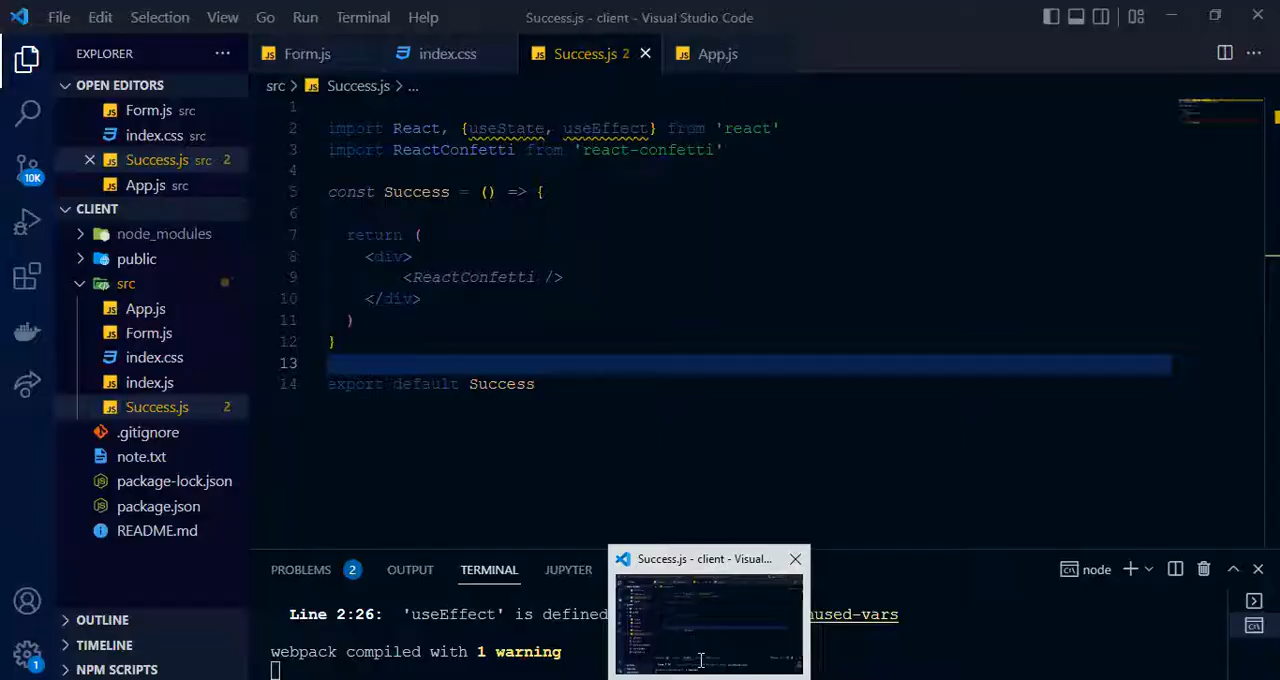 File Edit Selection View Go Run Terminal Help Success.js - client - Visual Studio Code
EXPLORER
Form.js index.css Success.js 2 App.js
OPEN EDITORS
Form.js src
index.css src
Success.js src 2
App.js src
CLIENT
node_modules
public
src
App.js
Form.js
index.css
index.js
Success.js 2
.gitignore
note.txt
package-lock.json
package.json
README.md
OUTLINE
TIMELINE
NPM SCRIPTS
10K
1
src > Success.js > ...
1
2 import React, {useState, useEffect} from 'react'
3 import ReactConfetti from 'react-confetti'
4
5 const Success = () => {
6
7 return (
8 <div>
9 <ReactConfetti />
10 </div>
11 )
12 }
13
14 export default Success
PROBLEMS 2 OUTPUT TERMINAL JUPYTER node
Line 2:26: 'useEffect' is defined
webpack compiled with 1 warning
Success.js - client - Visual...